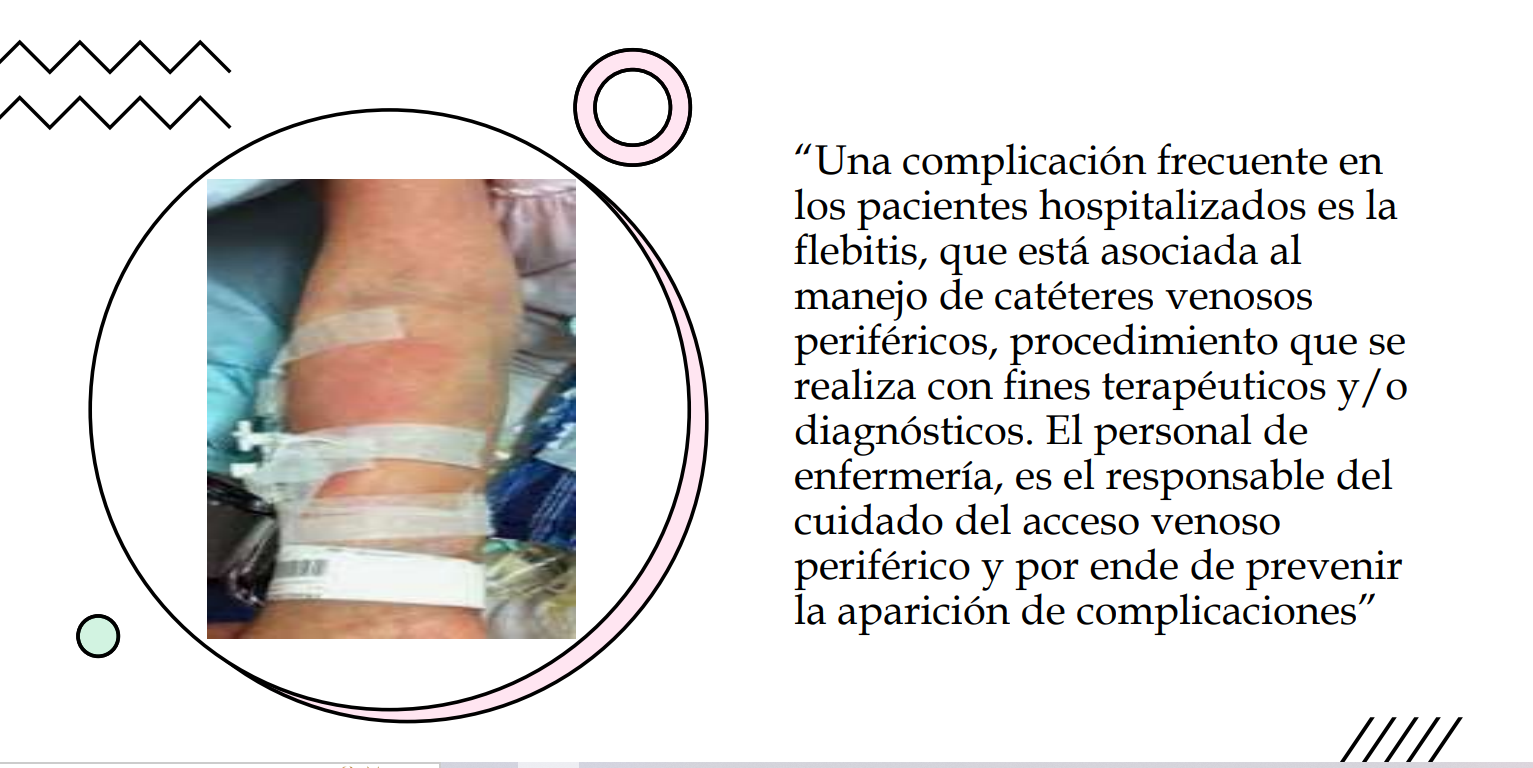 “Una complicación frecuente en
los pacientes hospitalizados es la
flebitis, que está asociada al
manejo de catéteres venosos
periféricos, procedimiento que se
realiza con fines terapéuticos y/o
diagnósticos. El personal de
enfermería, es el responsable del
cuidado del acceso venoso
periférico y por ende de prevenir
la aparición de complicaciones”